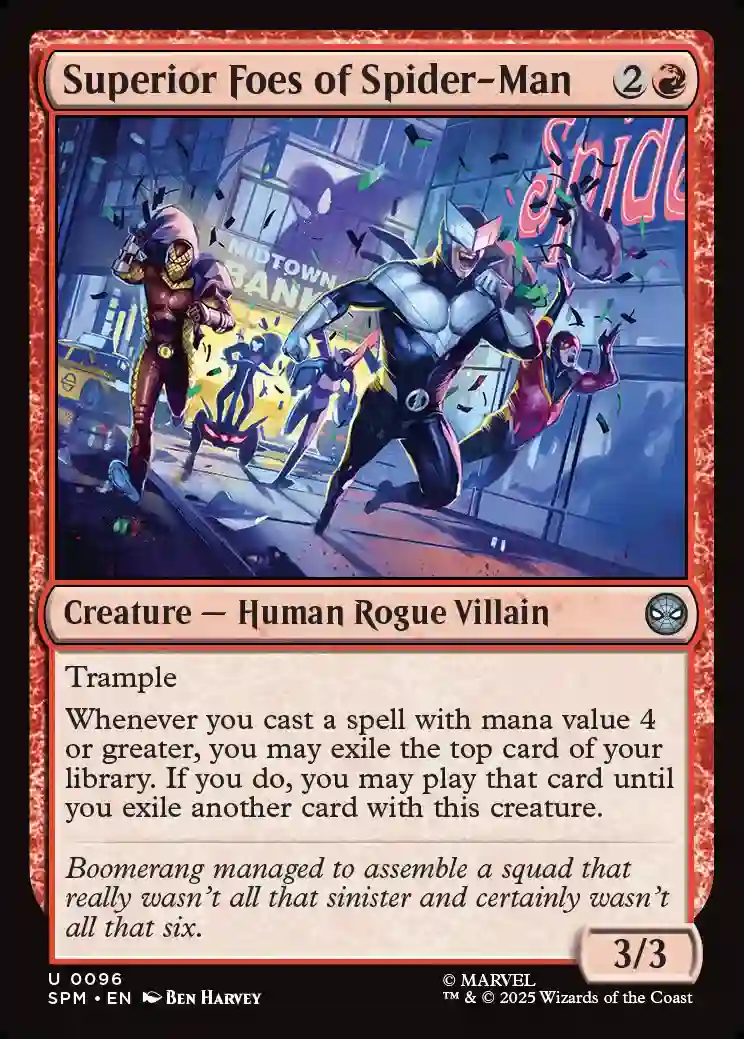 Superior Foes of Spider-Man 2
Spide
MIDTOWN
BANK
Creature — Human Rogue Villain
Trample
Whenever you cast a spell with mana value 4
or greater, you may exile the top card of your
library. If you do, you may play that card until
you exile another card with this creature.
Boomerang managed to assemble a squad that
really wasn't all that sinister and certainly wasn't
all that six.
3/3
U 0096
SPM • EN BEN HARVEY
© MARVEL
™ & © 2025 Wizards of the Coast